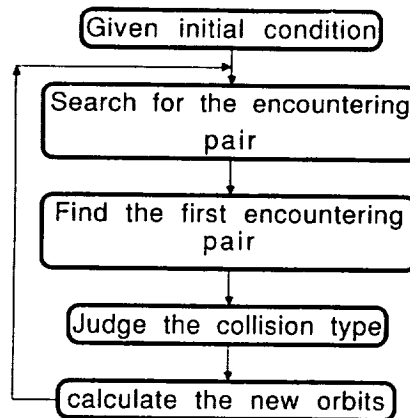 Given initial condition
Search for the encountering
pair
Find the first encountering
pair
Judge the collision type
calculate the new orbits